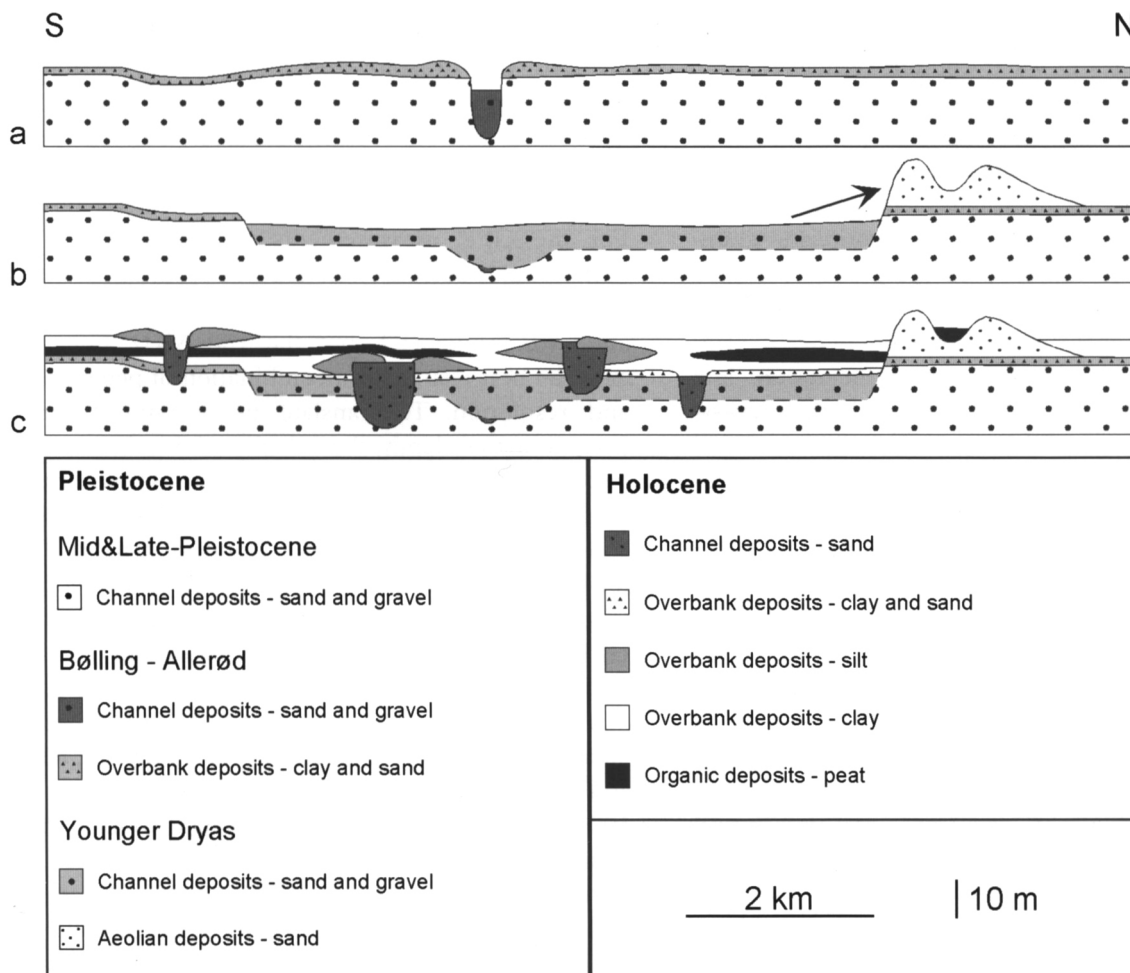 S
N
a
b
c
Pleistocene
Mid&Late-Pleistocene
Channel deposits - sand and gravel
Bølling - Allerød
Channel deposits - sand and gravel
Overbank deposits - clay and sand
Younger Dryas
Channel deposits - sand and gravel
Aeolian deposits - sand
Holocene
Channel deposits - sand
Overbank deposits - clay and sand
Overbank deposits - silt
Overbank deposits - clay
Organic deposits - peat
2 km
10 m